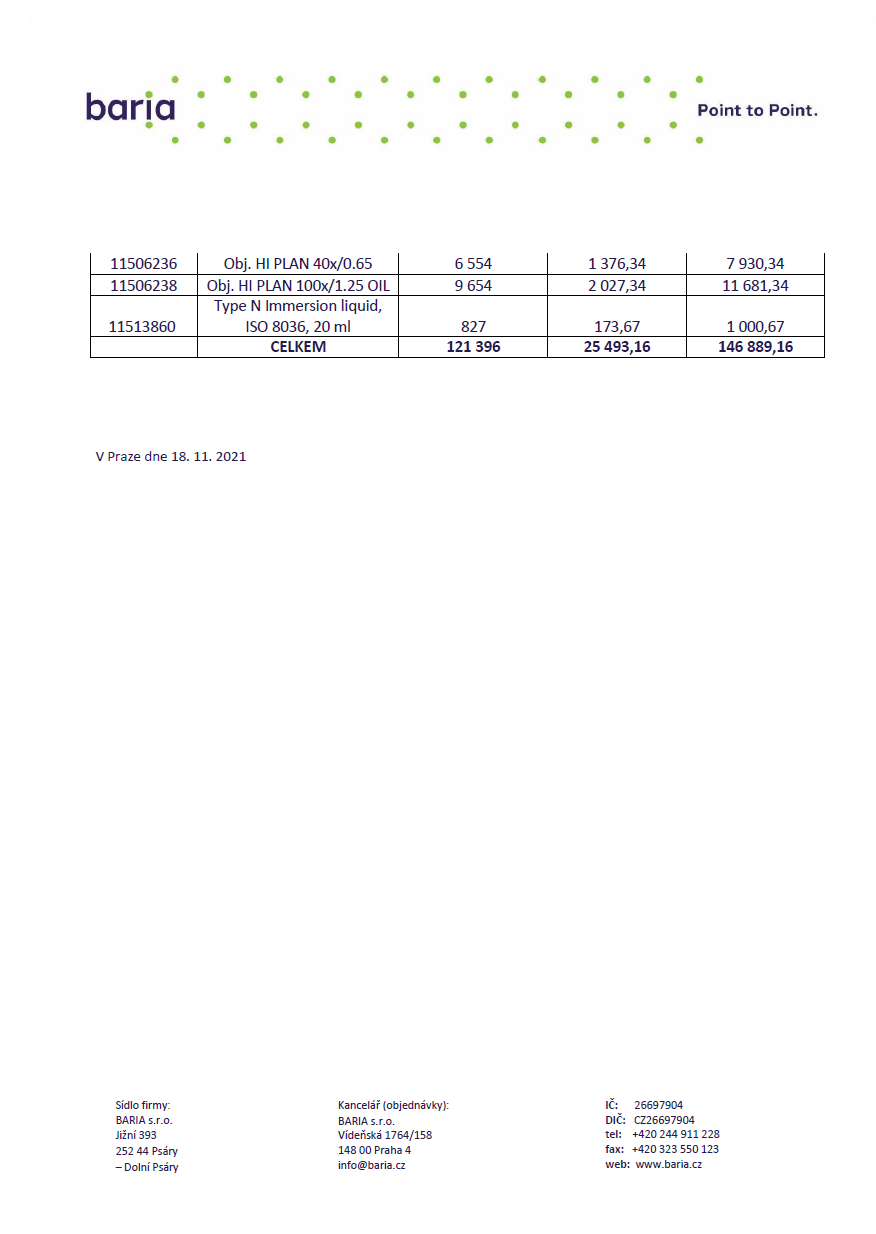 baria
Point to Point.
11506236 Obj. HI PLAN 40x/0.65 6 554 1 376,34 7 930,34
11506238 Obj. HI PLAN 100x/1.25 OIL 9 654 2 027,34 11 681,34
Type N Immersion liquid,
11513860 ISO 8036, 20 ml 827 173,67 1 000,67
CELKEM 121 396 25 493,16 146 889,16
V Praze dne 18. 11. 2021
Sídlo firmy:
BARIA s.r.o.
Jižní 393
252 44 Psáry
– Dolní Psáry
Kancelář (objednávky):
BARIA s.r.o.
Vídeňská 1764/158
148 00 Praha 4
info@baria.cz
IČ: 26697904
DIČ: CZ26697904
tel: +420 244 911 228
fax: +420 323 550 123
web: www.baria.cz